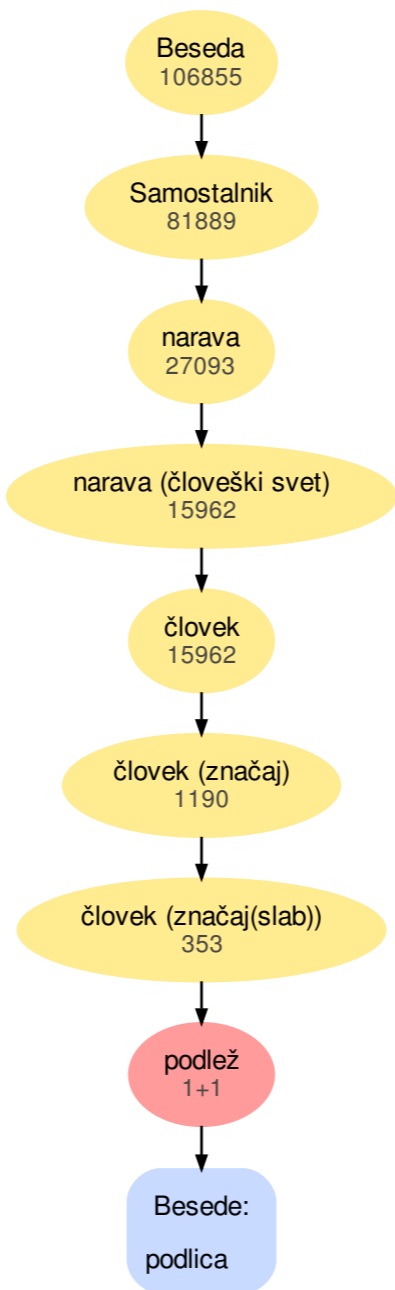 Beseda
106855
Samostalnik
81889
narava
27093
narava (človeški svet)
15962
človek
15962
človek (značaj)
1190
človek (značaj(slab))
353
podlež
1+1
Besede:
podlica